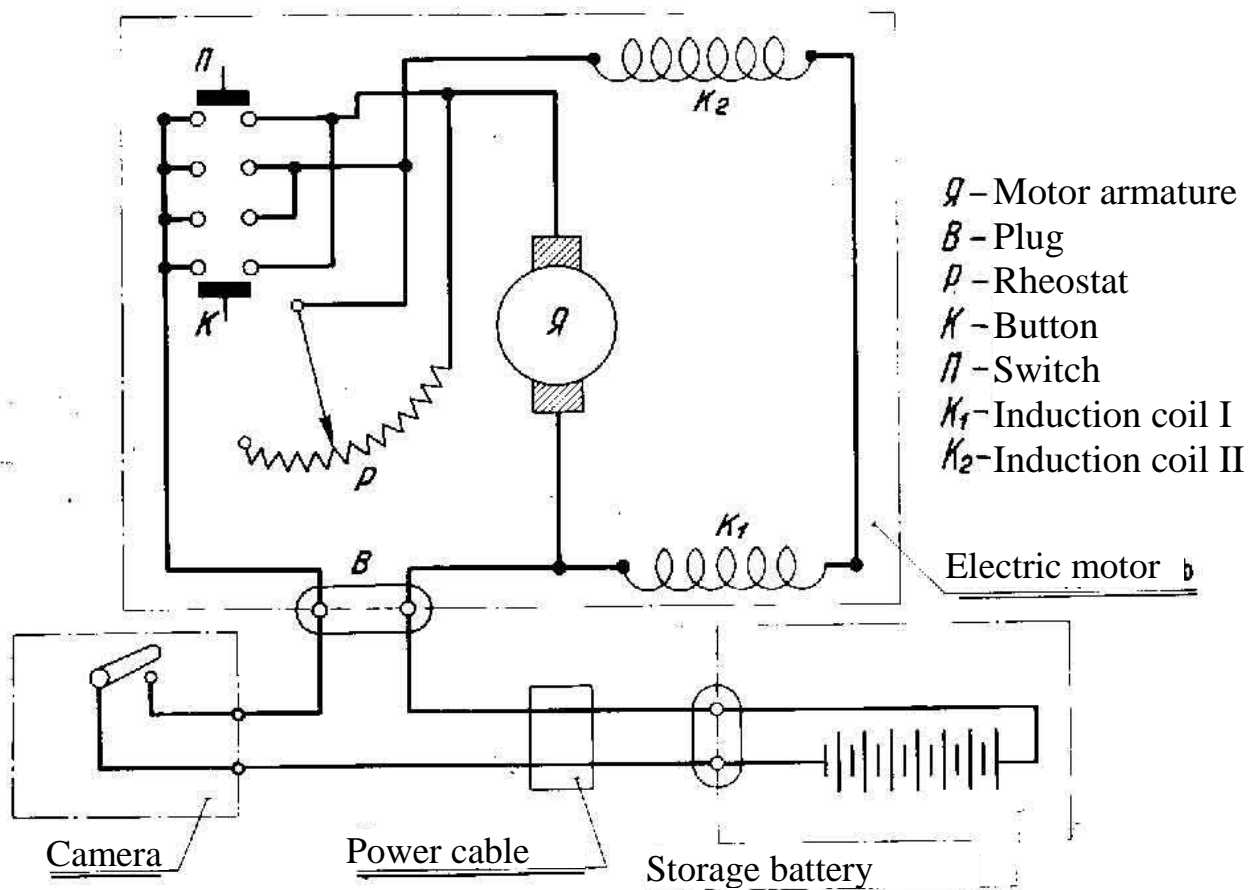 П
К
К₂
Я
Р
К₁
В
Я – Motor armature
В – Plug
Р – Rheostat
К – Button
П – Switch
К₁ – Induction coil I
К₂ – Induction coil II
Electric motor
Camera
Power cable
Storage battery